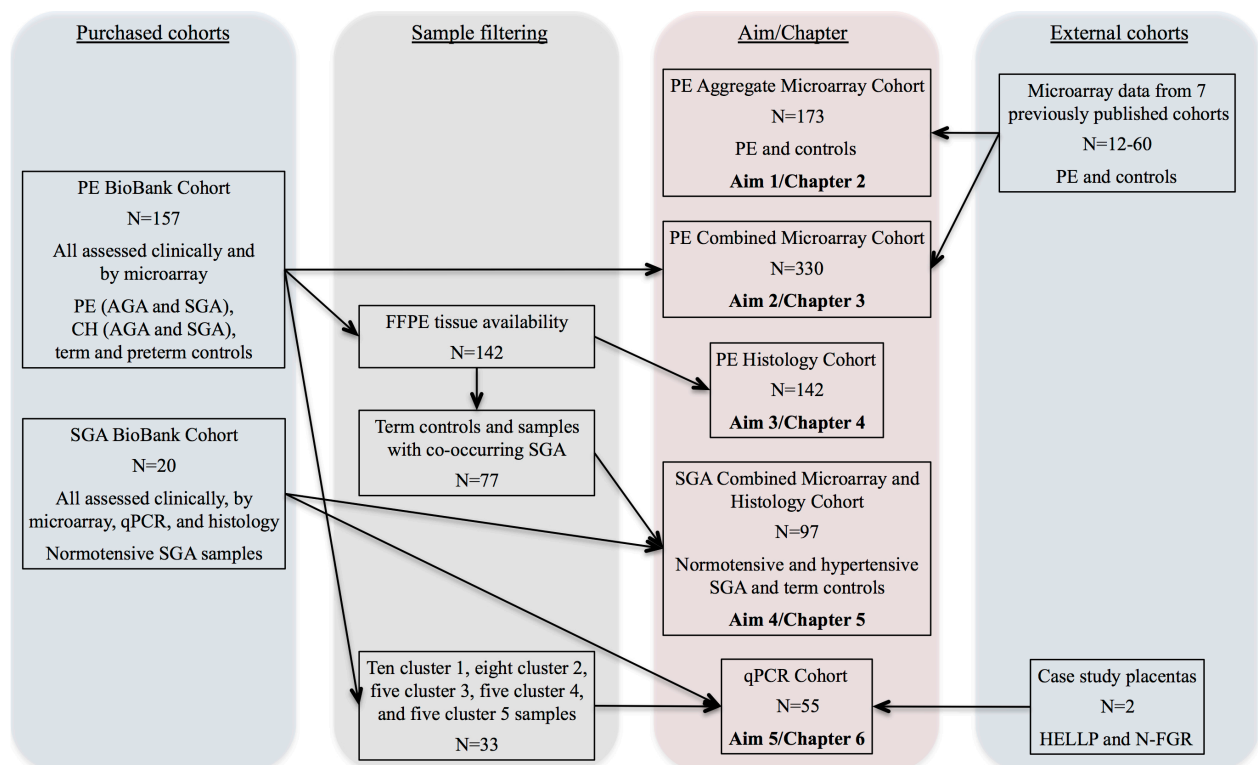 Purchased cohorts
PE BioBank Cohort
N=157
All assessed clinically and
by microarray
PE (AGA and SGA),
CH (AGA and SGA),
term and preterm controls
SGA BioBank Cohort
N=20
All assessed clinically, by
microarray, qPCR, and histology
Normotensive SGA samples
Sample filtering
FFPE tissue availability
N=142
Term controls and samples
with co-occurring SGA
N=77
Ten cluster 1, eight cluster 2,
five cluster 3, five cluster 4,
and five cluster 5 samples
N=33
Aim/Chapter
PE Aggregate Microarray Cohort
N=173
PE and controls
Aim 1/Chapter 2
PE Combined Microarray Cohort
N=330
Aim 2/Chapter 3
PE Histology Cohort
N=142
Aim 3/Chapter 4
SGA Combined Microarray and
Histology Cohort
N=97
Normotensive and hypertensive
SGA and term controls
Aim 4/Chapter 5
qPCR Cohort
N=55
Aim 5/Chapter 6
External cohorts
Microarray data from 7
previously published cohorts
N=12-60
PE and controls
Case study placentas
N=2
HELLP and N-FGR